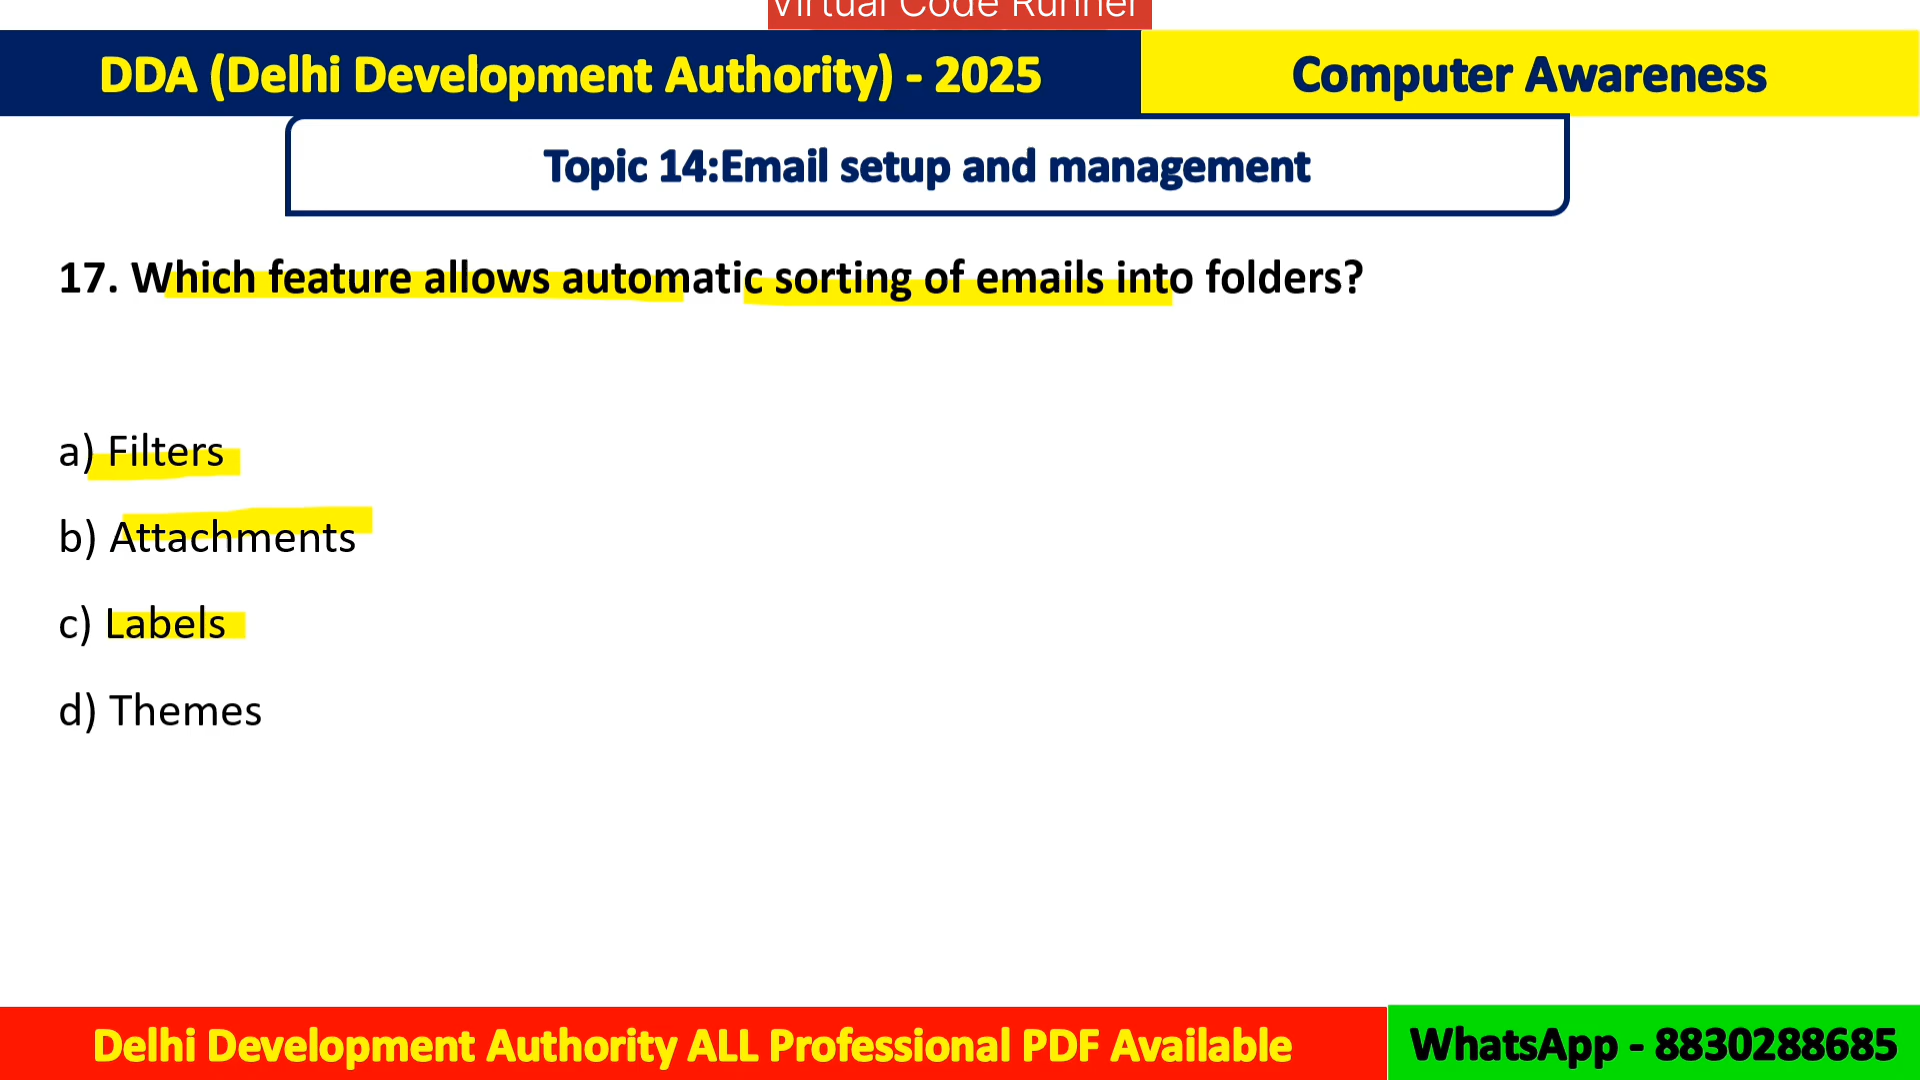 Virtual Code Runner
DDA (Delhi Development Authority) - 2025
Computer Awareness
Topic 14:Email setup and management
17. Which feature allows automatic sorting of emails into folders?
a) Filters
b) Attachments
c) Labels
d) Themes
Delhi Development Authority ALL Professional PDF Available
WhatsApp - 8830288685